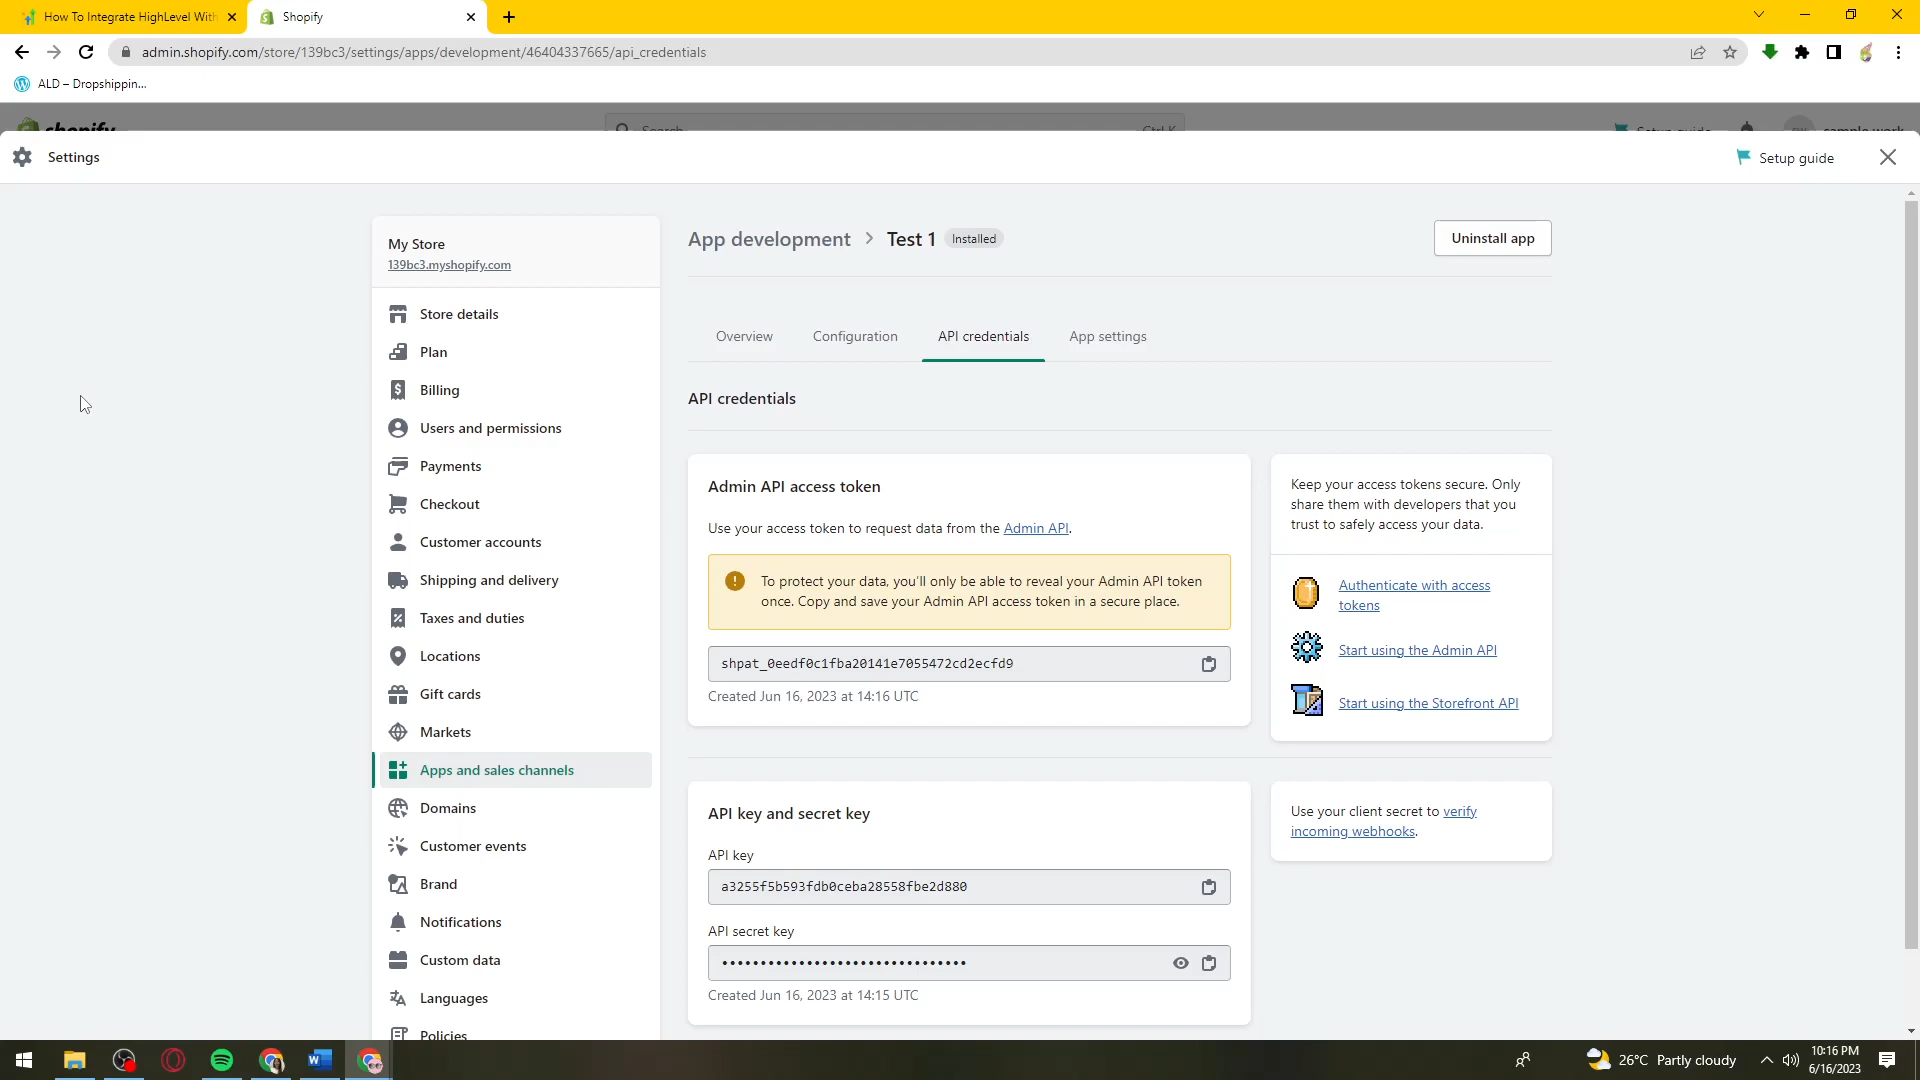 How To Integrate HighLevel With
Shopify
admin.shopify.com/store/139bc3/settings/apps/development/46404337665/api_credentials
ALD – Dropshippin...
shopify
Search
Ctrl K
Setup guide
sample work
Settings
Setup guide
My Store
139bc3.myshopify.com
Store details
Plan
Billing
Users and permissions
Payments
Checkout
Customer accounts
Shipping and delivery
Taxes and duties
Locations
Gift cards
Markets
Apps and sales channels
Domains
Customer events
Brand
Notifications
Custom data
Languages
Policies
App development > Test 1 Installed
Uninstall app
Overview Configuration API credentials App settings
API credentials
Admin API access token
Use your access token to request data from the Admin API.
To protect your data, you'll only be able to reveal your Admin API token
once. Copy and save your Admin API access token in a secure place.
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
Created Jun 16, 2023 at 14:16 UTC
Keep your access tokens secure. Only
share them with developers that you
trust to safely access your data.
Authenticate with access
tokens
Start using the Admin API
Start using the Storefront API
API key and secret key
API key
a3255f5b593fdb0ceba28558fbe2d880
API secret key
••••••••••••••••••••••••••••••••
Created Jun 16, 2023 at 14:15 UTC
Use your client secret to verify
incoming webhooks.
26°C Partly cloudy
10:16 PM
6/16/2023